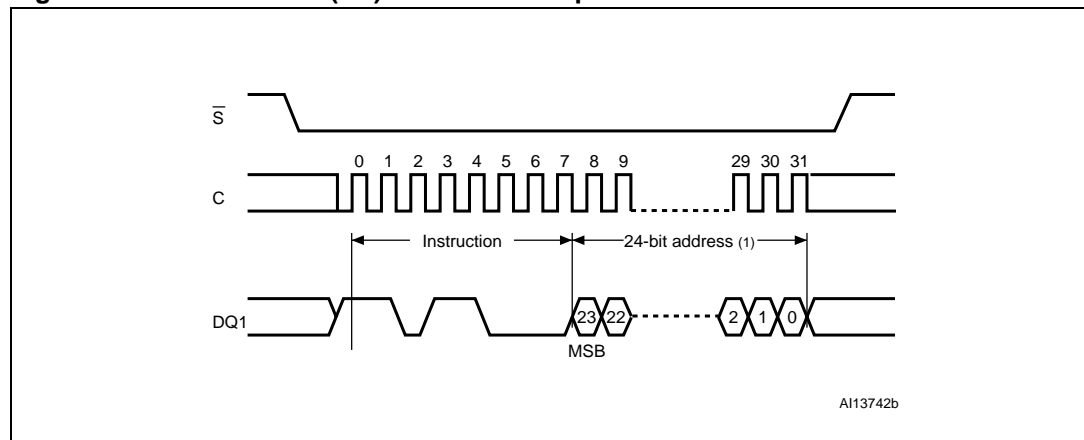 S
0 1 2 3 4 5 6 7 8 9 29 30 31
C
Instruction 24-bit address (1)
DQ1 23 22 2 1 0
MSB
AI13742b